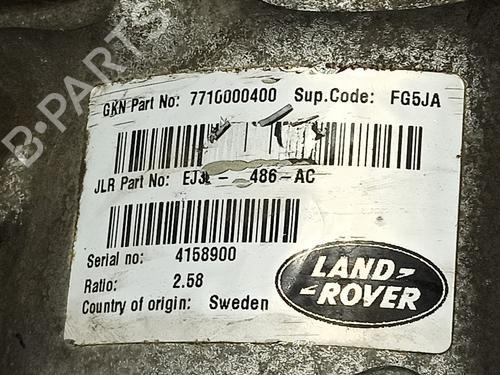 B-PARTS
GKN Part No: 7710000400 Sup.Code: FG5JA
JLR Part No: 486-AC
Serial no: 4158900
Ratio: 2.58
Country of origin: Sweden
LAND-
-ROVER